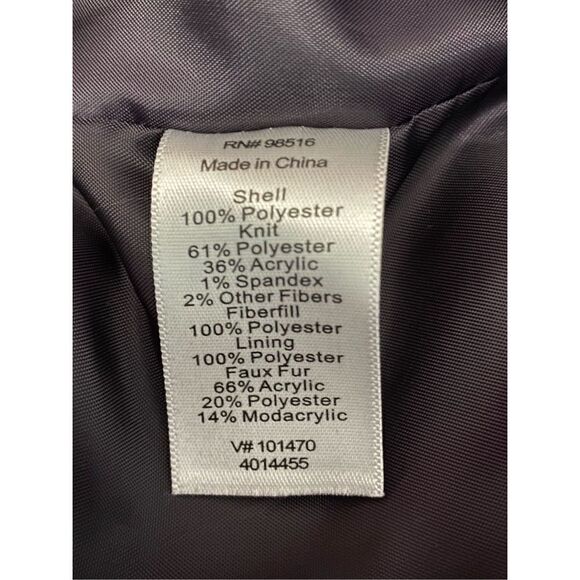 RN# 98516
Made in China
Shell
100% Polyester
Knit
61% Polyester
36% Acrylic
1% Spandex
2% Other Fibers
Fiberfill
100% Polyester
Lining
100% Polyester
Faux Fur
66% Acrylic
20% Polyester
14% Modacrylic
V# 101470
4014455